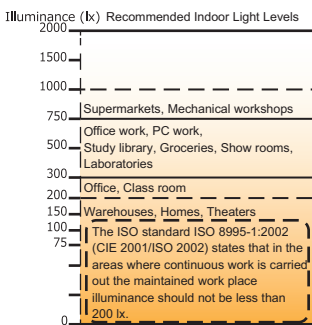 Illuminance (lx) Recommended Indoor Light Levels
2000
1500
1000
Supermarkets, Mechanical workshops
750
Office work, PC work,
500
Study library, Groceries, Show rooms,
Laboratories
300
Office, Class room
200
150
Warehouses, Homes, Theaters
100
75
The ISO standard ISO 8995-1:2002
(CIE 2001/ISO 2002) states that in the
areas where continuous work is carried
out the maintained work place
illuminance should not be less than
200 lx.
0